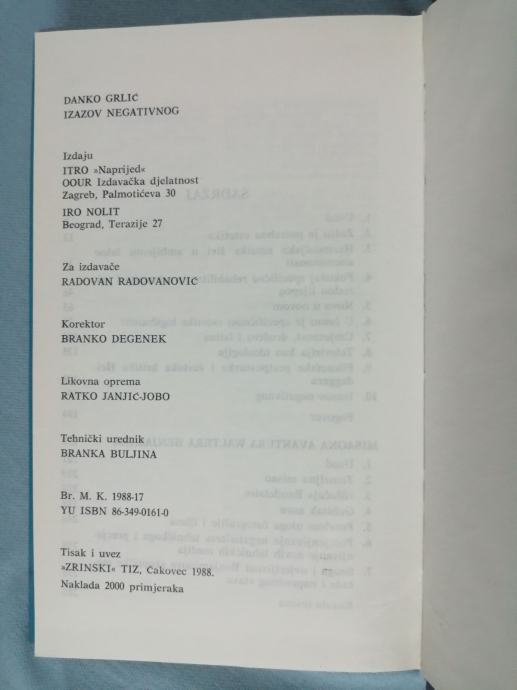 DANKO GRLIĆ
IZAZOV NEGATIVNOG
Izdaju
ITRO »Naprijed«
OOUR Izdavačka djelatnost
Zagreb, Palmotićeva 30
IRO NOLIT
Beograd, Terazije 27
Za izdavače
RADOVAN RADOVANOVIĆ
Korektor
BRANKO DEGENEK
Likovna oprema
RATKO JANJIĆ-JOBO
Tehnički urednik
BRANKA BULJINA
Br. M. K. 1988-17
YU ISBN 86-349-0161-0
Tisak i uvez
»ZRINSKI« TIZ, Čakovec 1988.
Naklada 2000 primjeraka